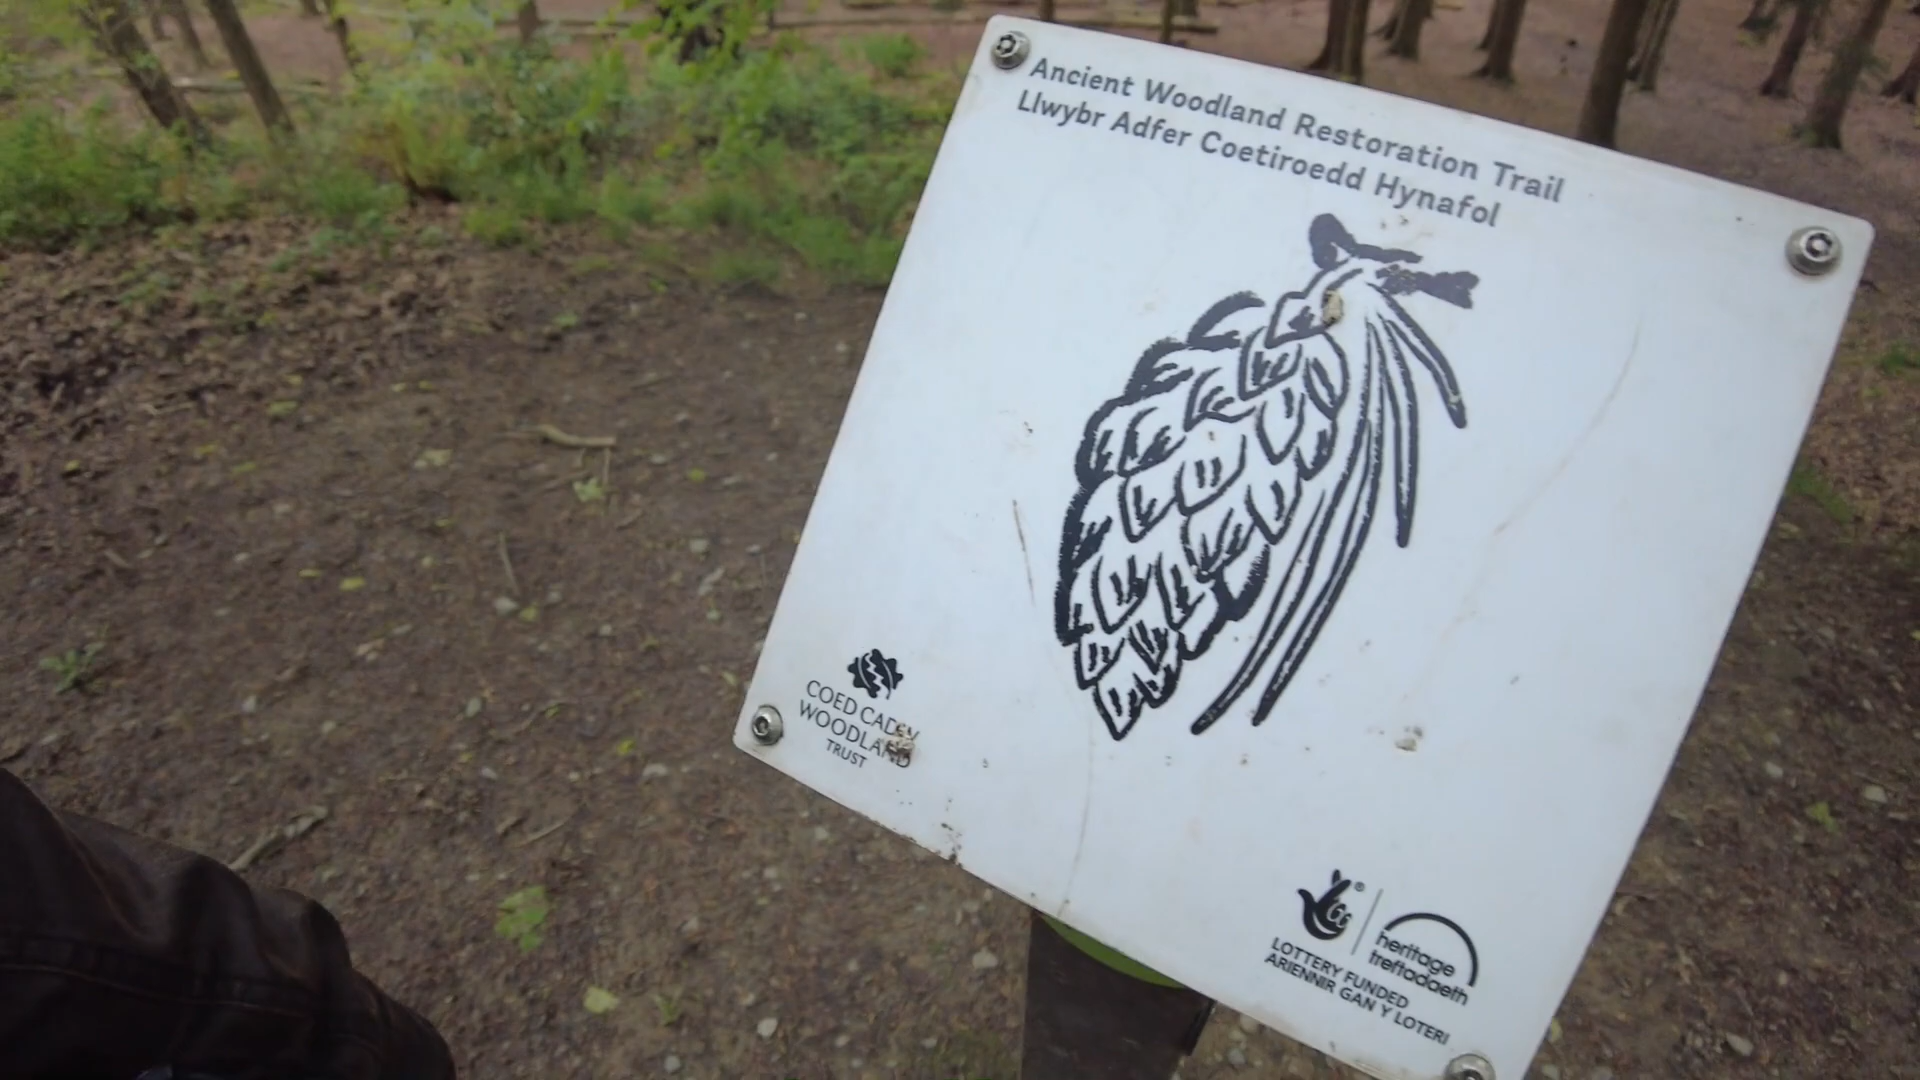 Ancient Woodland Restoration Trail
Llwybr Adfer Coetiroedd Hynafol
COED CADW
WOODLAND
TRUST
®
heritage
treftadaeth
LOTTERY FUNDED
ARIENNIR GAN Y LOTERI